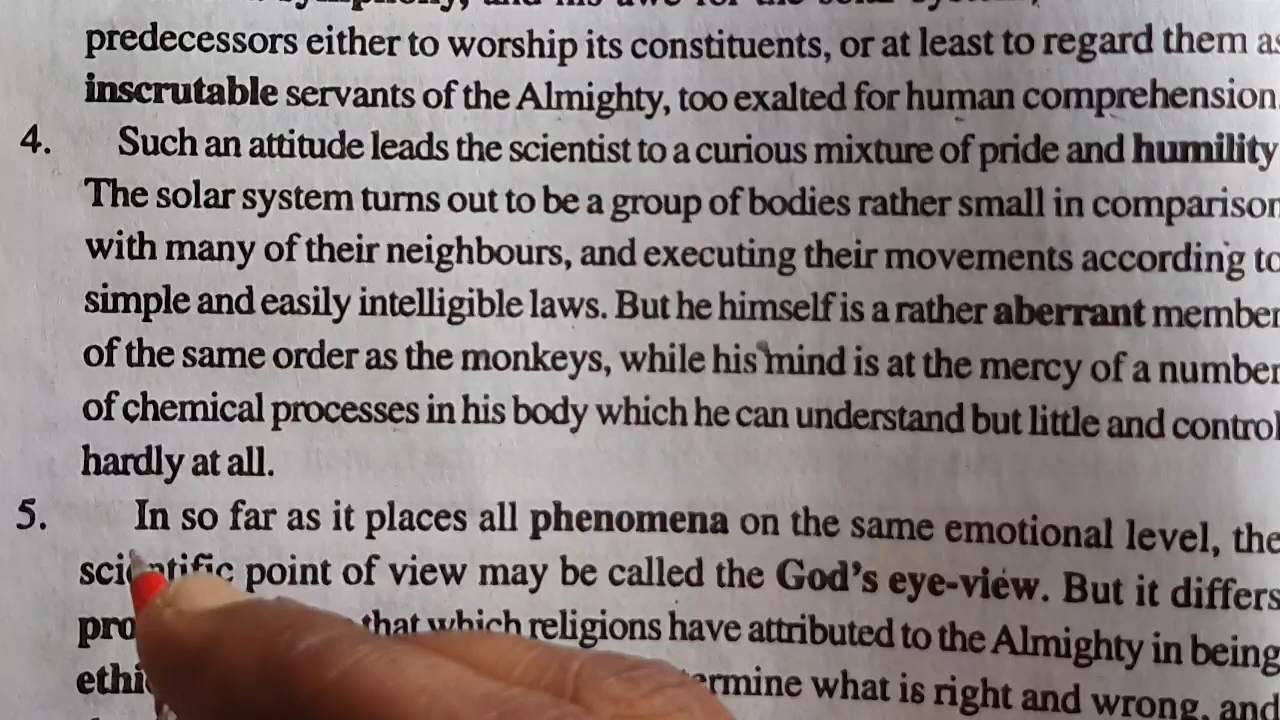 predecessors either to worship its constituents, or at least to regard them as
inscrutable servants of the Almighty, too exalted for human comprehension
4. Such an attitude leads the scientist to a curious mixture of pride and humility
The solar system turns out to be a group of bodies rather small in comparison
with many of their neighbours, and executing their movements according to
simple and easily intelligible laws. But he himself is a rather aberrant member
of the same order as the monkeys, while his mind is at the mercy of a number
of chemical processes in his body which he can understand but little and control
hardly at all.
5. In so far as it places all phenomena on the same emotional level, the
scientific point of view may be called the God's eye-view. But it differs
that which religions have attributed to the Almighty in being
what is right and wrong, and